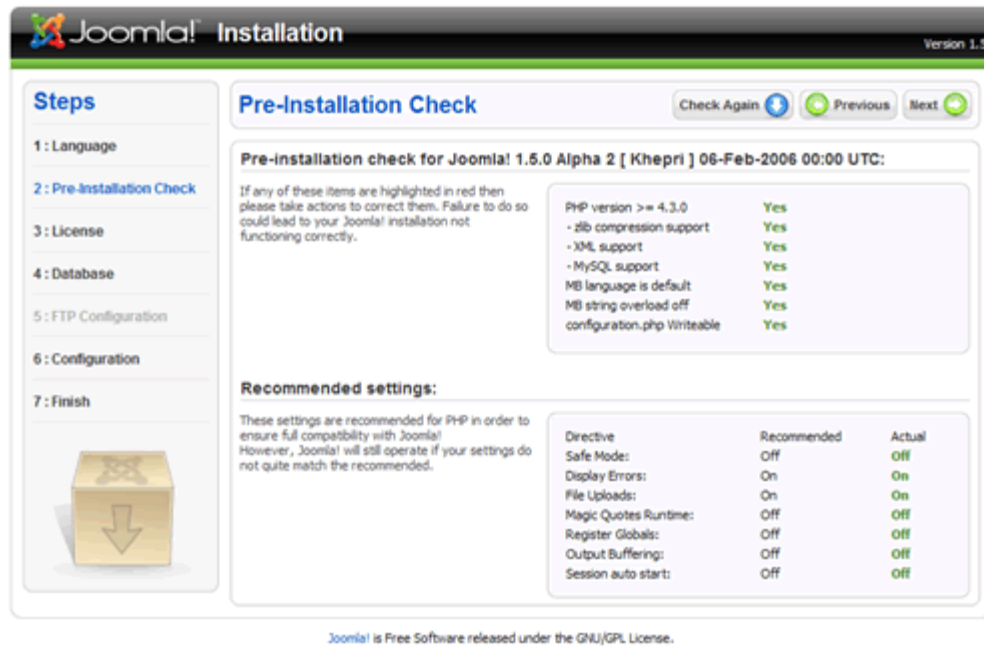 Joomla! Installation
Version 1.5
Steps
1 : Language
2 : Pre-Installation Check
3 : License
4 : Database
5 : FTP Configuration
6 : Configuration
7 : Finish
Pre-Installation Check
Check Again
Previous
Next
Pre-installation check for Joomla! 1.5.0 Alpha 2 [ Khepri ] 06-Feb-2006 00:00 UTC:
If any of these items are highlighted in red then
please take actions to correct them. Failure to do so
could lead to your Joomla! installation not
functioning correctly.
PHP version >= 4.3.0 Yes
- zlib compression support Yes
- XML support Yes
- MySQL support Yes
MB language is default Yes
MB string overload off Yes
configuration.php Writeable Yes
Recommended settings:
These settings are recommended for PHP in order to
ensure full compatibility with Joomla!
However, Joomla! will still operate if your settings do
not quite match the recommended.
Directive Recommended Actual
Safe Mode: Off Off
Display Errors: On On
File Uploads: On On
Magic Quotes Runtime: Off Off
Register Globals: Off Off
Output Buffering: Off Off
Session auto start: Off Off
Joomla! is Free Software released under the GNU/GPL License.